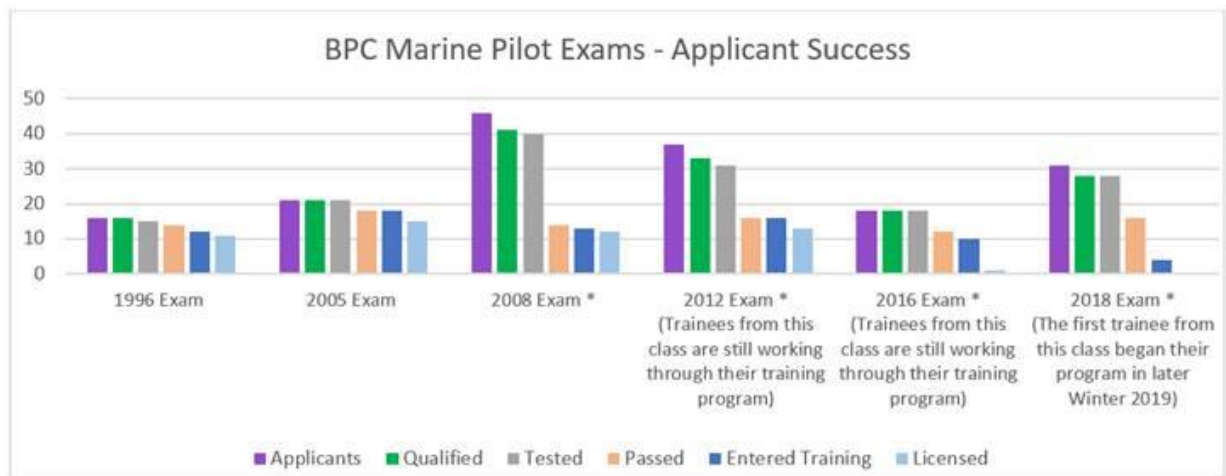 BPC Marine Pilot Exams - Applicant Success
50
40
30
20
10
0
1996 Exam
2005 Exam
2008 Exam *
2012 Exam *
(Trainees from this
class are still working
through their training
program)
2016 Exam *
(Trainees from this
class are still working
through their training
program)
2018 Exam *
(The first trainee from
this class began their
program in later
Winter 2019)
Applicants
Qualified
Tested
Passed
Entered Training
Licensed